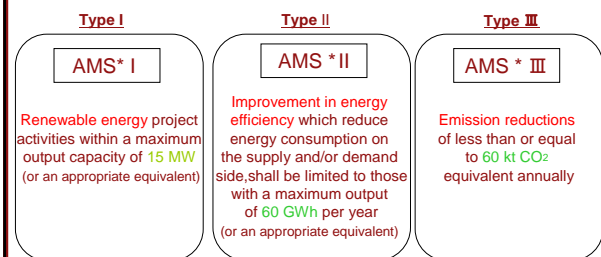 Type I
AMS* I
Renewable energy project
activities within a maximum
output capacity of 15 MW
(or an appropriate equivalent)
Type II
AMS *II
Improvement in energy
efficiency which reduce
energy consumption on
the supply and/or demand
side,shall be limited to those
with a maximum output
of 60 GWh per year
(or an appropriate equivalent)
Type Ⅲ
AMS * Ⅲ
Emission reductions
of less than or equal
to 60 kt CO2
equivalent annually